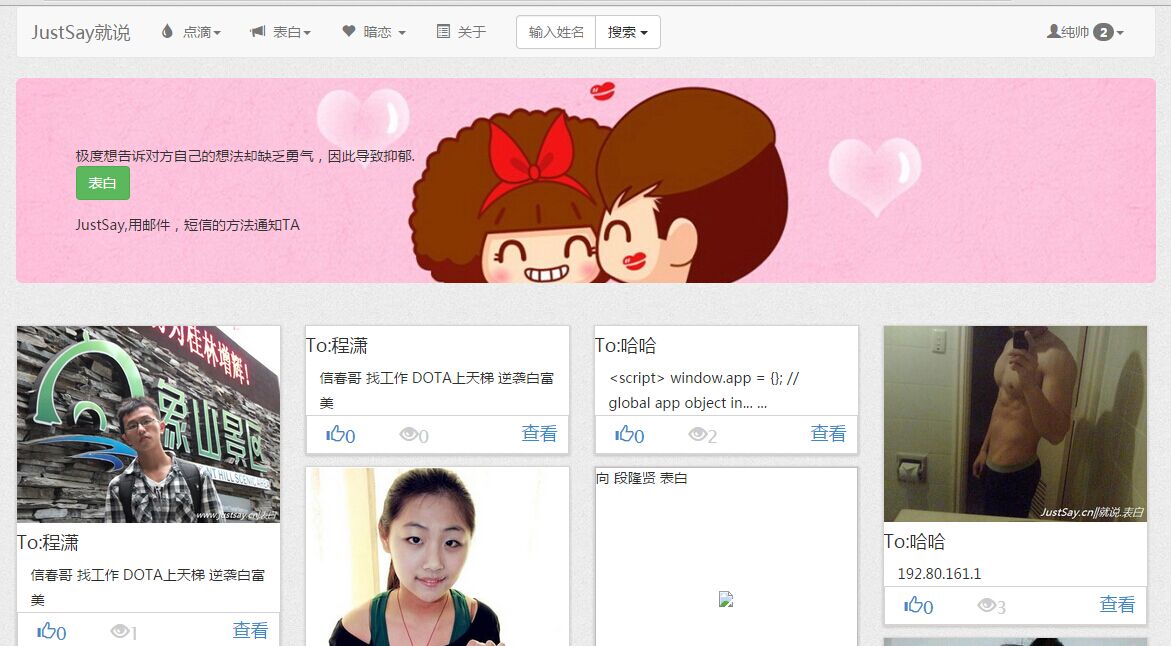 JustSay就说 点滴 表白 暗恋 关于 输入姓名 搜索 纯帅 2
极度想告诉对方自己的想法却缺乏勇气，因此导致抑郁.
表白
JustSay,用邮件，短信的方法通知TA
象山景区
www.justsay.cn||表白
To:程潇
信春哥 找工作 DOTA上天梯 逆袭白富
美
0 1 查看
To:程潇
信春哥 找工作 DOTA上天梯 逆袭白富
美
0 0 查看
To:哈哈
<script> window.app = {}; //
global app object in... ...
0 2 查看
向 段隆贤 表白
JustSay.cn||就说.表白
To:哈哈
192.80.161.1
0 3 查看